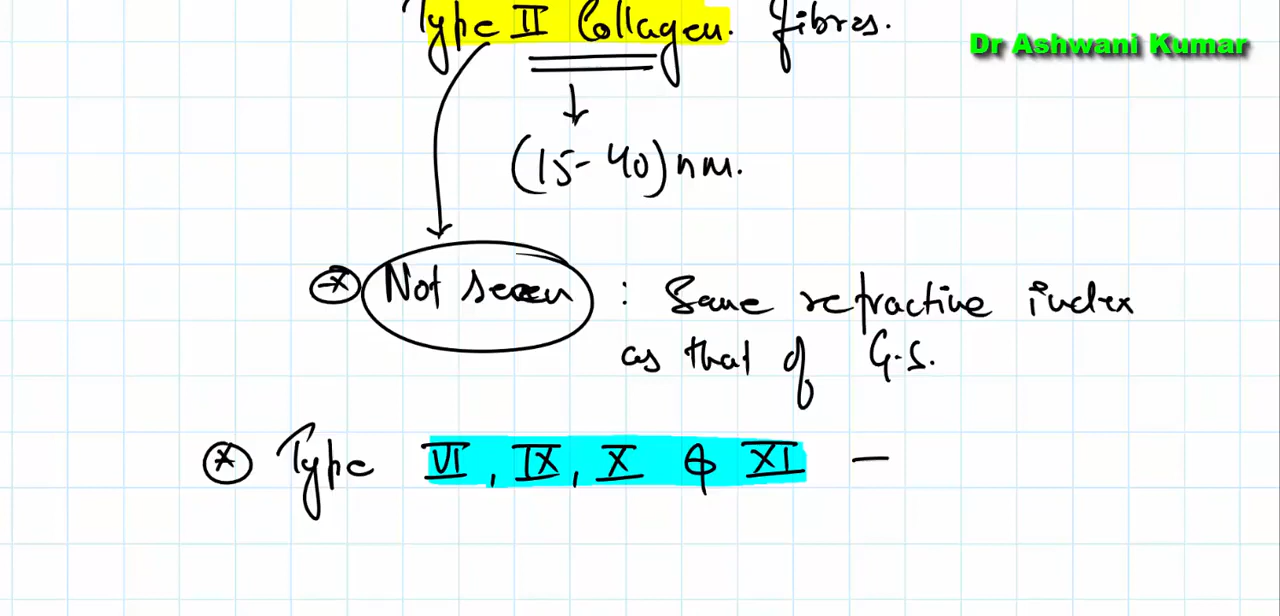 Type II Collagen. fibres.
Dr Ashwani Kumar
(15-40) nm.
Not seen : Same refractive index
as that of G.S.
Type VI, IX, X & XI —